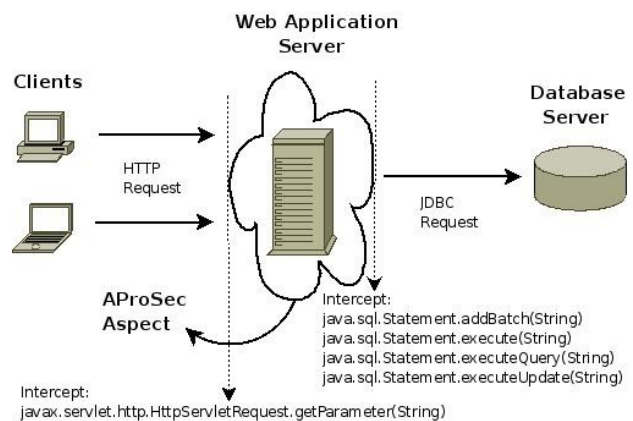 Web Application
Server
Clients
Database
Server
HTTP
Request
JDBC
Request
AProSec
Aspect
Intercept:
java.sql.Statement.addBatch(String)
java.sql.Statement.execute(String)
java.sql.Statement.executeQuery(String)
java.sql.Statement.executeUpdate(String)
Intercept:
javax.servlet.http.HttpServletRequest.getParameter(String)